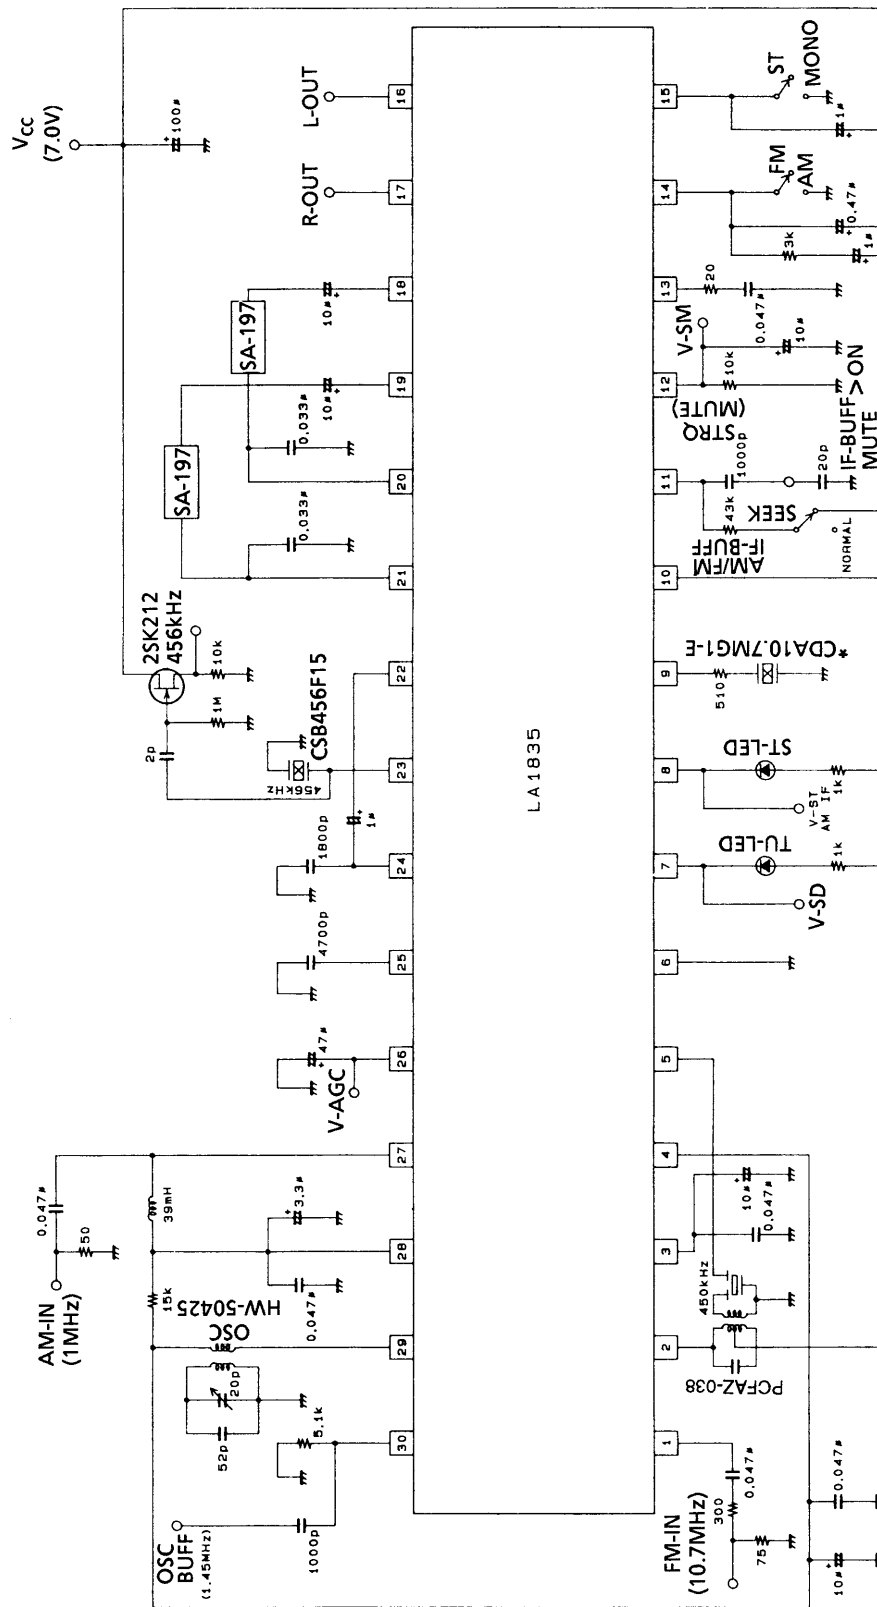 VCC
(7.0V)
100µ
L-OUT
R-OUT
16
17
18
19
20
21
22
23
24
25
26
27
28
29
30
SA-197
10µ
SA-197
10µ
0.033µ
0.033µ
2SK212
456kHz
10k
1M
2p
CSB456F15
456kHz
1µ
1800p
4700p
47µ
V-AGC
AM-IN
(1MHz)
0.047µ
50
39mH
3.3µ
15k
0.047µ
HW-50425
OSC
20p
52p
5.1k
OSC
BUFF
(1.45MHz)
1000p
LA1835
15
14
13
12
11
10
9
8
7
6
5
4
3
2
1
ST
MONO
1µ
FM
AM
0.47µ
3k
1µ
20
0.047µ
V-SM
10µ
10k
STRQ
(MUTE)
1000p
20p
IF-BUFF
MUTE
>ON
43k
SEEK
NORMAL
AM/FM
IF-BUFF
510
*CDA10.7MG1-E
ST-LED
V-ST
AM IF
1k
TU-LED
1k
V-SD
10µ
0.047µ
450kHz
PCFAZ-038
0.047µ
300
75
FM-IN
(10.7MHz)
0.047µ
10µ